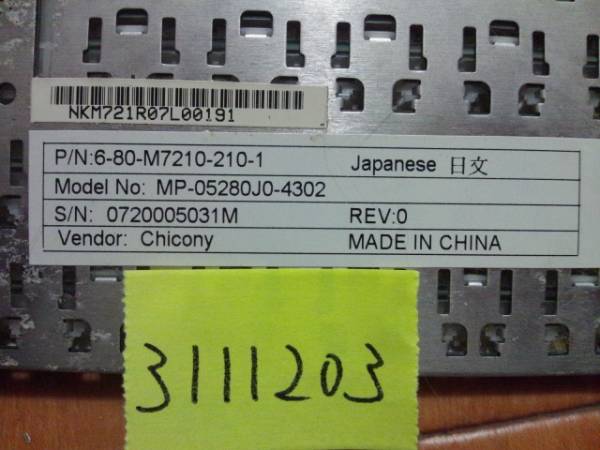 NKM721R07L00191
P/N:6-80-M7210-210-1 Japanese 日文
Model No: MP-05280J0-4302
S/N: 0720005031M REV:0
Vendor: Chicony MADE IN CHINA
3111203